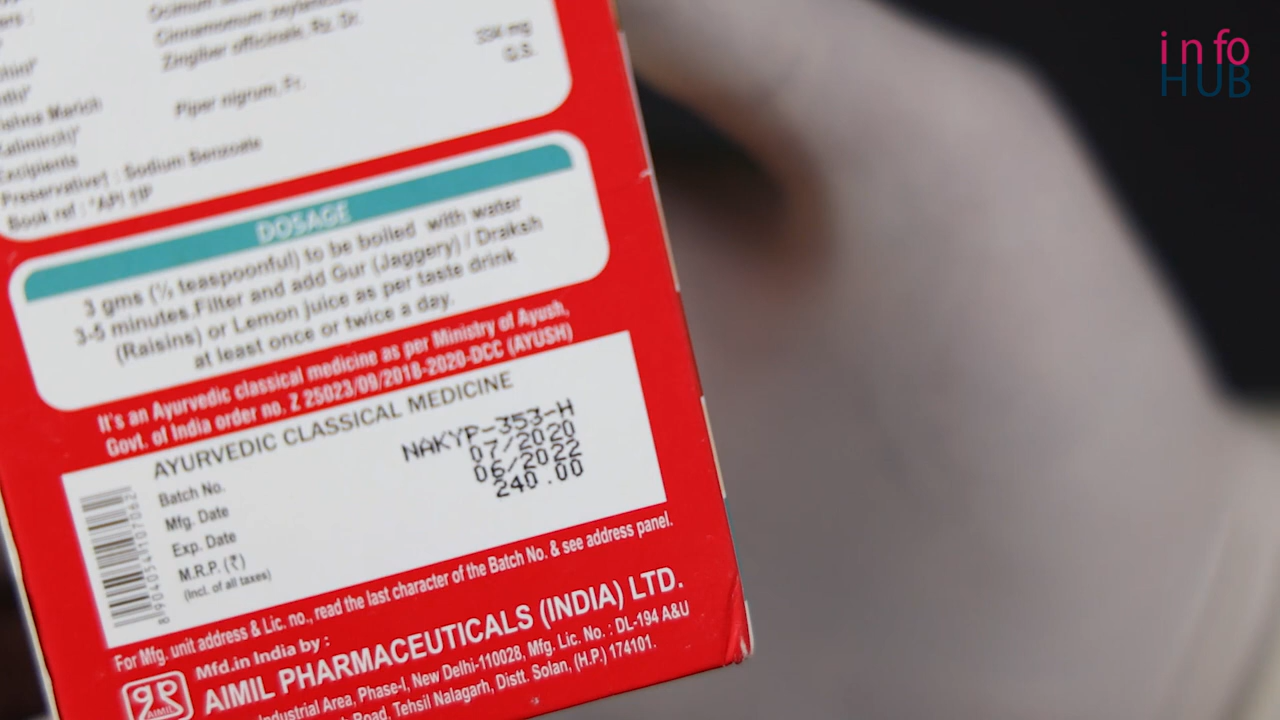 info
HUB
Ocimum
Cinnamomum zeylanicum
Zingiber officinale, Rz. Dr.
Q.S.
Marich
Piper nigrum, Fr.
Excipients
Preservative† : Sodium Benzoate
Book ref : "API 1P"
DOSAGE
3 gms (½ teaspoonful) to be boiled with water
3-5 minutes.Filter and add Gur (Jaggery) / Draksh
(Raisins) or Lemon juice as per taste drink
at least once or twice a day.
It's an Ayurvedic classical medicine as per Ministry of Ayush,
Govt. of India order no. Z 25023/09/2018-2020-DCC (AYUSH)
AYURVEDIC CLASSICAL MEDICINE
Batch No. NAKYP-353-H
Mfg. Date 07/2020
Exp. Date 06/2022
M.R.P. (₹) 240.00
(Incl. of all taxes)
8904054107062
For Mfg. unit address & Lic. no., read the last character of the Batch No. & see address panel.
Mfd.in India by :
AIMIL PHARMACEUTICALS (INDIA) LTD.
AIMIL
Industrial Area, Phase-I, New Delhi-110028, Mfg. Lic. No. : DL-194 A&U
Road, Tehsil Nalagarh, Distt. Solan, (H.P.) 174101.